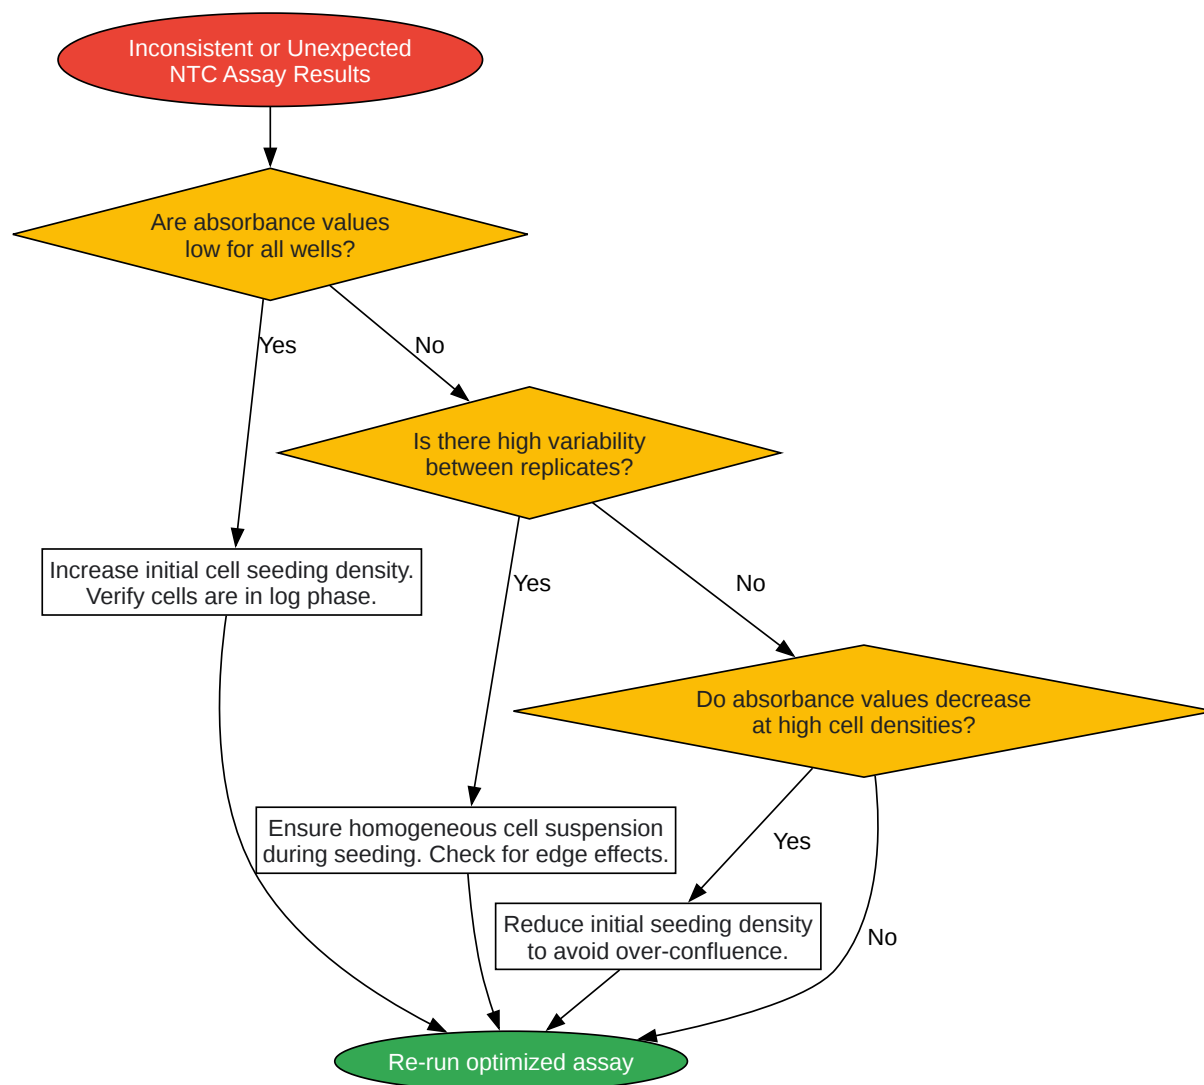 Inconsistent or Unexpected
NTC Assay Results
Are absorbance values
low for all wells?
Yes
No
Is there high variability
between replicates?
Increase initial cell seeding density.
Verify cells are in log phase.
Yes
No
Do absorbance values decrease
at high cell densities?
Ensure homogeneous cell suspension
during seeding. Check for edge effects.
Yes
Reduce initial seeding density
to avoid over-confluence.
No
Re-run optimized assay